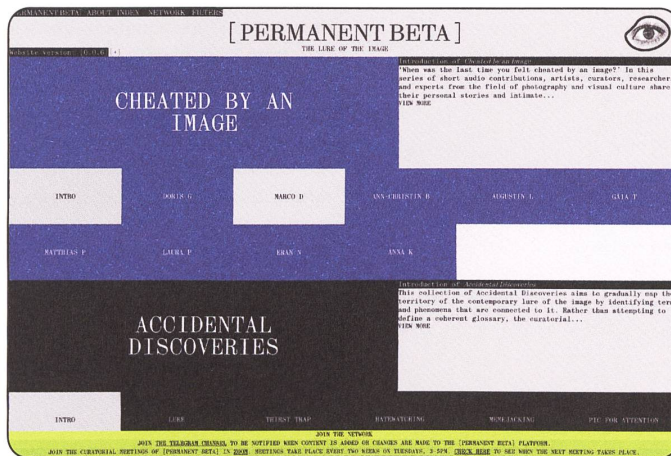 PERMANENT BETA ABOUT INDEX NETWORK FILTERS
[PERMANENT BETA]
THE LURE OF THE IMAGE
Website version: [0.0.6 +]
Introduction of Cheated by an Image
'When was the last time you felt cheated by an image?' In this
series of short audio contributions, artists, curators, researcher
and experts from the field of photography and visual culture share
their personal stories and intimate...
VIEW MORE
CHEATED BY AN
IMAGE
INTRO DORIS G MARCO D ANN-CHRISTIN B AUGUSTIN L GAIA T
MATTHIAS P LAURA P ERAN N ANNA K
Introduction of Accidental Discoveries
This collection of Accidental Discoveries aims to gradually map the
territory of the contemporary lure of the image by identifying term
and phenomena that are connected to it. Rather than attempting to
define a coherent glossary, the curatorial...
VIEW MORE
ACCIDENTAL
DISCOVERIES
INTRO LURE THIRST TRAP HATEWATCHING MEMEJACKING PIC FOR ATTENTION
JOIN THE NETWORK
JOIN THE TELEGRAM CHANNEL TO BE NOTIFIED WHEN CONTENT IS ADDED OR CHANGES ARE MADE TO THE [PERMANENT BETA] PLATFORM.
JOIN THE CURATORIAL MEETINGS OF [PERMANENT BETA] IN ZOOM. MEETINGS TAKE PLACE EVERY TWO WEEKS ON TUESDAYS, 3-5PM. CHECK HERE TO SEE WHEN THE NEXT MEETING TAKES PLACE.